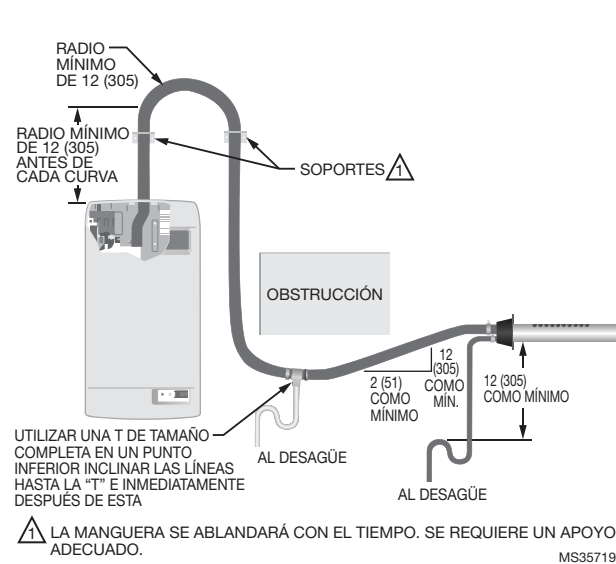 RADIO
MÍNIMO
DE 12 (305)
RADIO MÍNIMO
DE 12 (305)
ANTES DE
CADA CURVA
SOPORTES 1
OBSTRUCCIÓN
2 (51)
COMO
MÍNIMO
12
(305)
COMO
MÍN.
12 (305)
COMO MÍNIMO
UTILIZAR UNA T DE TAMAÑO
COMPLETA EN UN PUNTO
INFERIOR INCLINAR LAS LÍNEAS
HASTA LA “T” E INMEDIATAMENTE
DESPUÉS DE ESTA
AL DESAGÜE
AL DESAGÜE
1 LA MANGUERA SE ABLANDARÁ CON EL TIEMPO. SE REQUIERE UN APOYO
ADECUADO.
MS35719